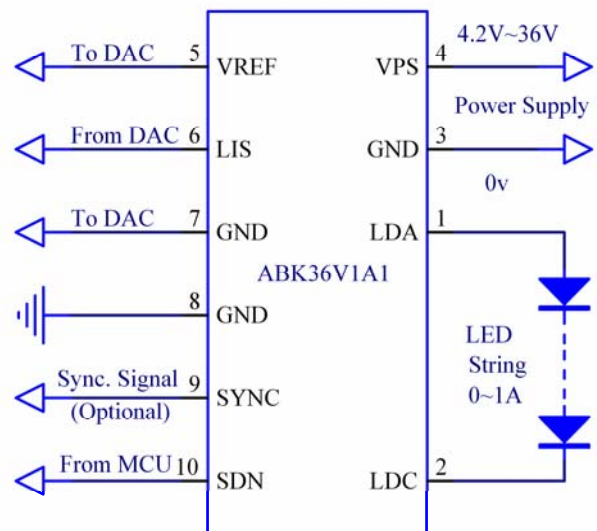 4.2V~36V
To DAC 5 VREF VPS 4
Power Supply
From DAC 6 LIS GND 3
0v
To DAC 7 GND LDA 1
ABK36V1A1
8 GND
LED
String
0~1A
Sync. Signal 9 SYNC
(Optional)
From MCU 10 SDN LDC 2